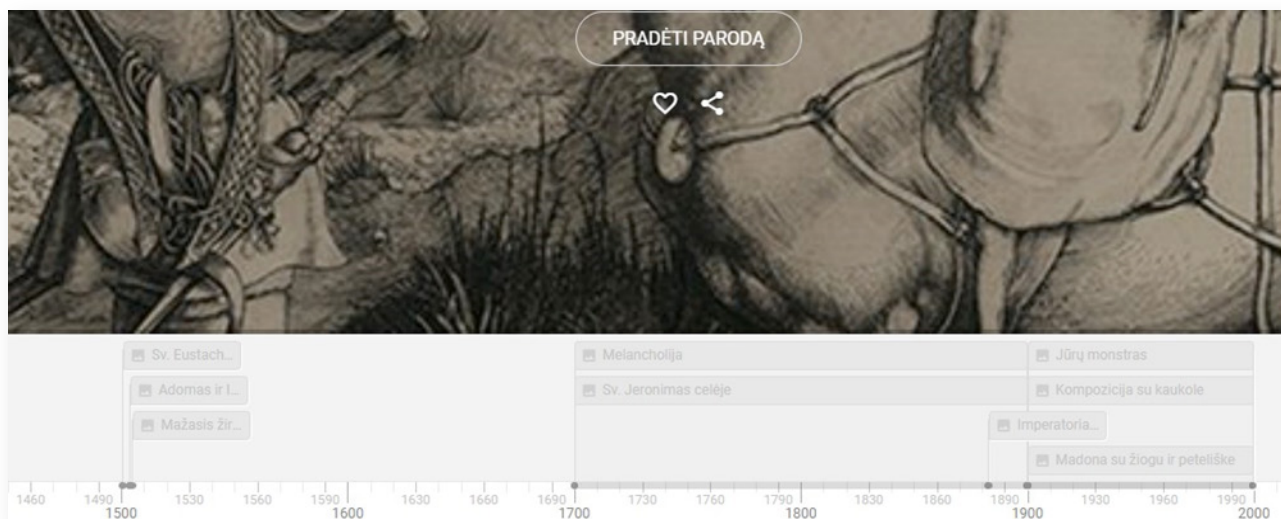 PRADĖTI PARODĄ
Sv. Eustach...
Melancholija
Jūrų monstras
Adomas ir I...
Sv. Jeronimas celėje
Kompozicija su kaukole
Mažasis žir...
Imperatoria...
Madona su žiogu ir peteliške
1460 1490 1530 1560 1590 1630 1660 1690 1730 1760 1790 1830 1860 1890 1930 1960 1990
1500 1600 1700 1800 1900 2000